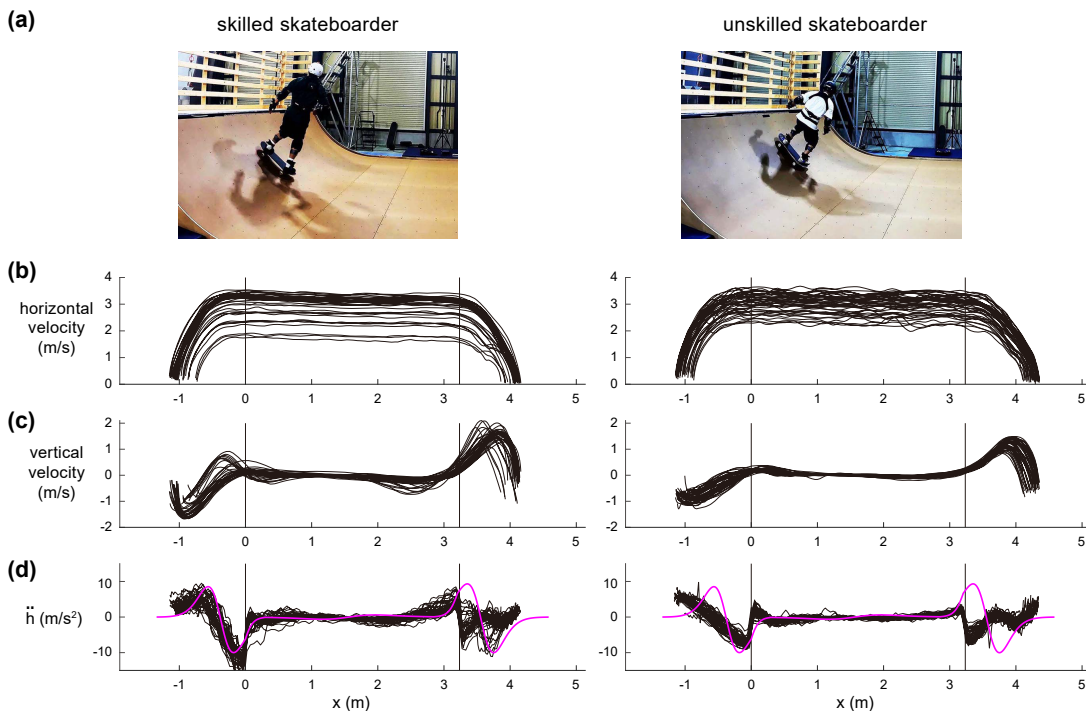 (a)
skilled skateboarder
unskilled skateboarder
(b)
horizontal
velocity
(m/s)
4
3
2
1
0
-1 0 1 2 3 4 5
4
3
2
1
0
-1 0 1 2 3 4 5
(c)
vertical
velocity
(m/s)
2
1
0
-1
-2
-1 0 1 2 3 4 5
2
1
0
-1
-2
-1 0 1 2 3 4 5
(d)
ḧ (m/s²)
10
0
-10
-1 0 1 2 3 4 5
x (m)
10
0
-10
-1 0 1 2 3 4 5
x (m)